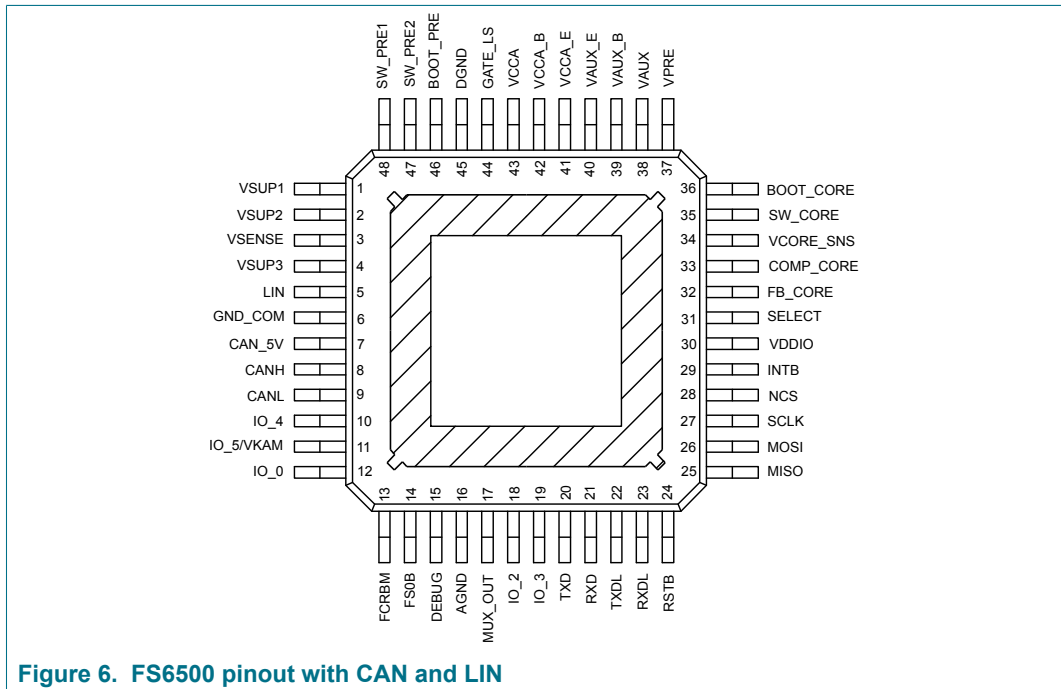 SW_PRE1
SW_PRE2
BOOT_PRE
DGND
GATE_LS
VCCA
VCCA_B
VCCA_E
VAUX_E
VAUX_B
VAUX
VPRE
48
47
46
45
44
43
42
41
40
39
38
37
VSUP1 1
VSUP2 2
VSENSE 3
VSUP3 4
LIN 5
GND_COM 6
CAN_5V 7
CANH 8
CANL 9
IO_4 10
IO_5/VKAM 11
IO_0 12
36 BOOT_CORE
35 SW_CORE
34 VCORE_SNS
33 COMP_CORE
32 FB_CORE
31 SELECT
30 VDDIO
29 INTB
28 NCS
27 SCLK
26 MOSI
25 MISO
13
14
15
16
17
18
19
20
21
22
23
24
FCRBM
FS0B
DEBUG
AGND
MUX_OUT
IO_2
IO_3
TXD
RXD
TXDL
RXDL
RSTB
Figure 6. FS6500 pinout with CAN and LIN